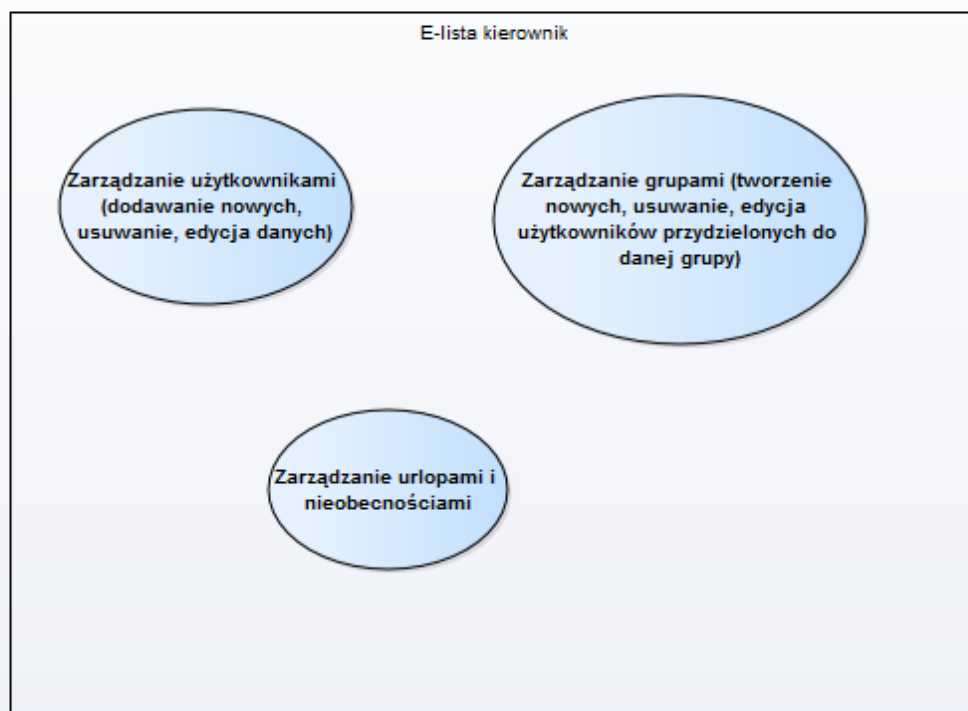 E-lista kierownik
Zarządzanie użytkownikami
(dodawanie nowych,
usuwanie, edycja danych)
Zarządzanie grupami (tworzenie
nowych, usuwanie, edycja
użytkowników przydzielonych do
danej grupy)
Zarządzanie urlopami i
nieobecnościami